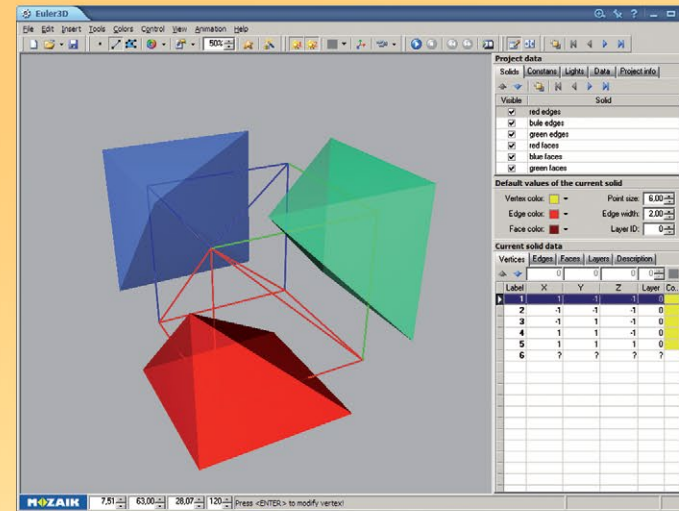 Euler3D
File Edit Insert Tools Colors Control View Animation Help
50%
Project data
Solids Constans Lights Data Project info
Visible Solid
red edges
bule edges
green edges
red faces
blue faces
green faces
Default values of the current solid
Vertex color: Point size: 6,00
Edge color: Edge width: 2,00
Face color: Layer ID: 0
Current solid data
Vertices Edges Faces Layers Description
0 0 0 0
Label X Y Z Layer Co..
1 1 -1 -1 0
2 -1 -1 -1 0
3 -1 1 -1 0
4 1 1 -1 0
5 1 1 1 0
6 ? ? ? ?
MOZAIK 7,51 63,00 28,07 120 Press <ENTER> to modify vertex!